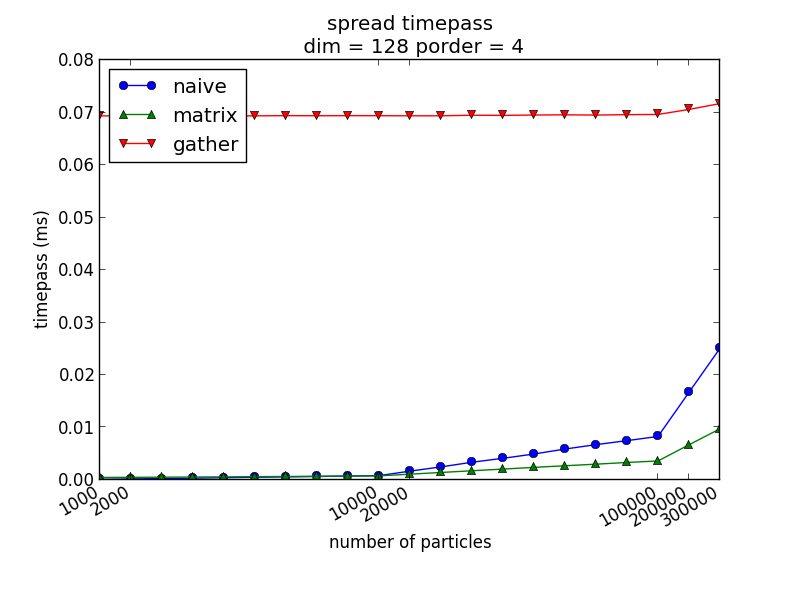 spread timepass
dim = 128 porder = 4
0.08
0.07
0.06
0.05
0.04
0.03
0.02
0.01
0.00
timepass (ms)
naive
matrix
gather
1000
2000
10000
20000
100000
200000
300000
number of particles